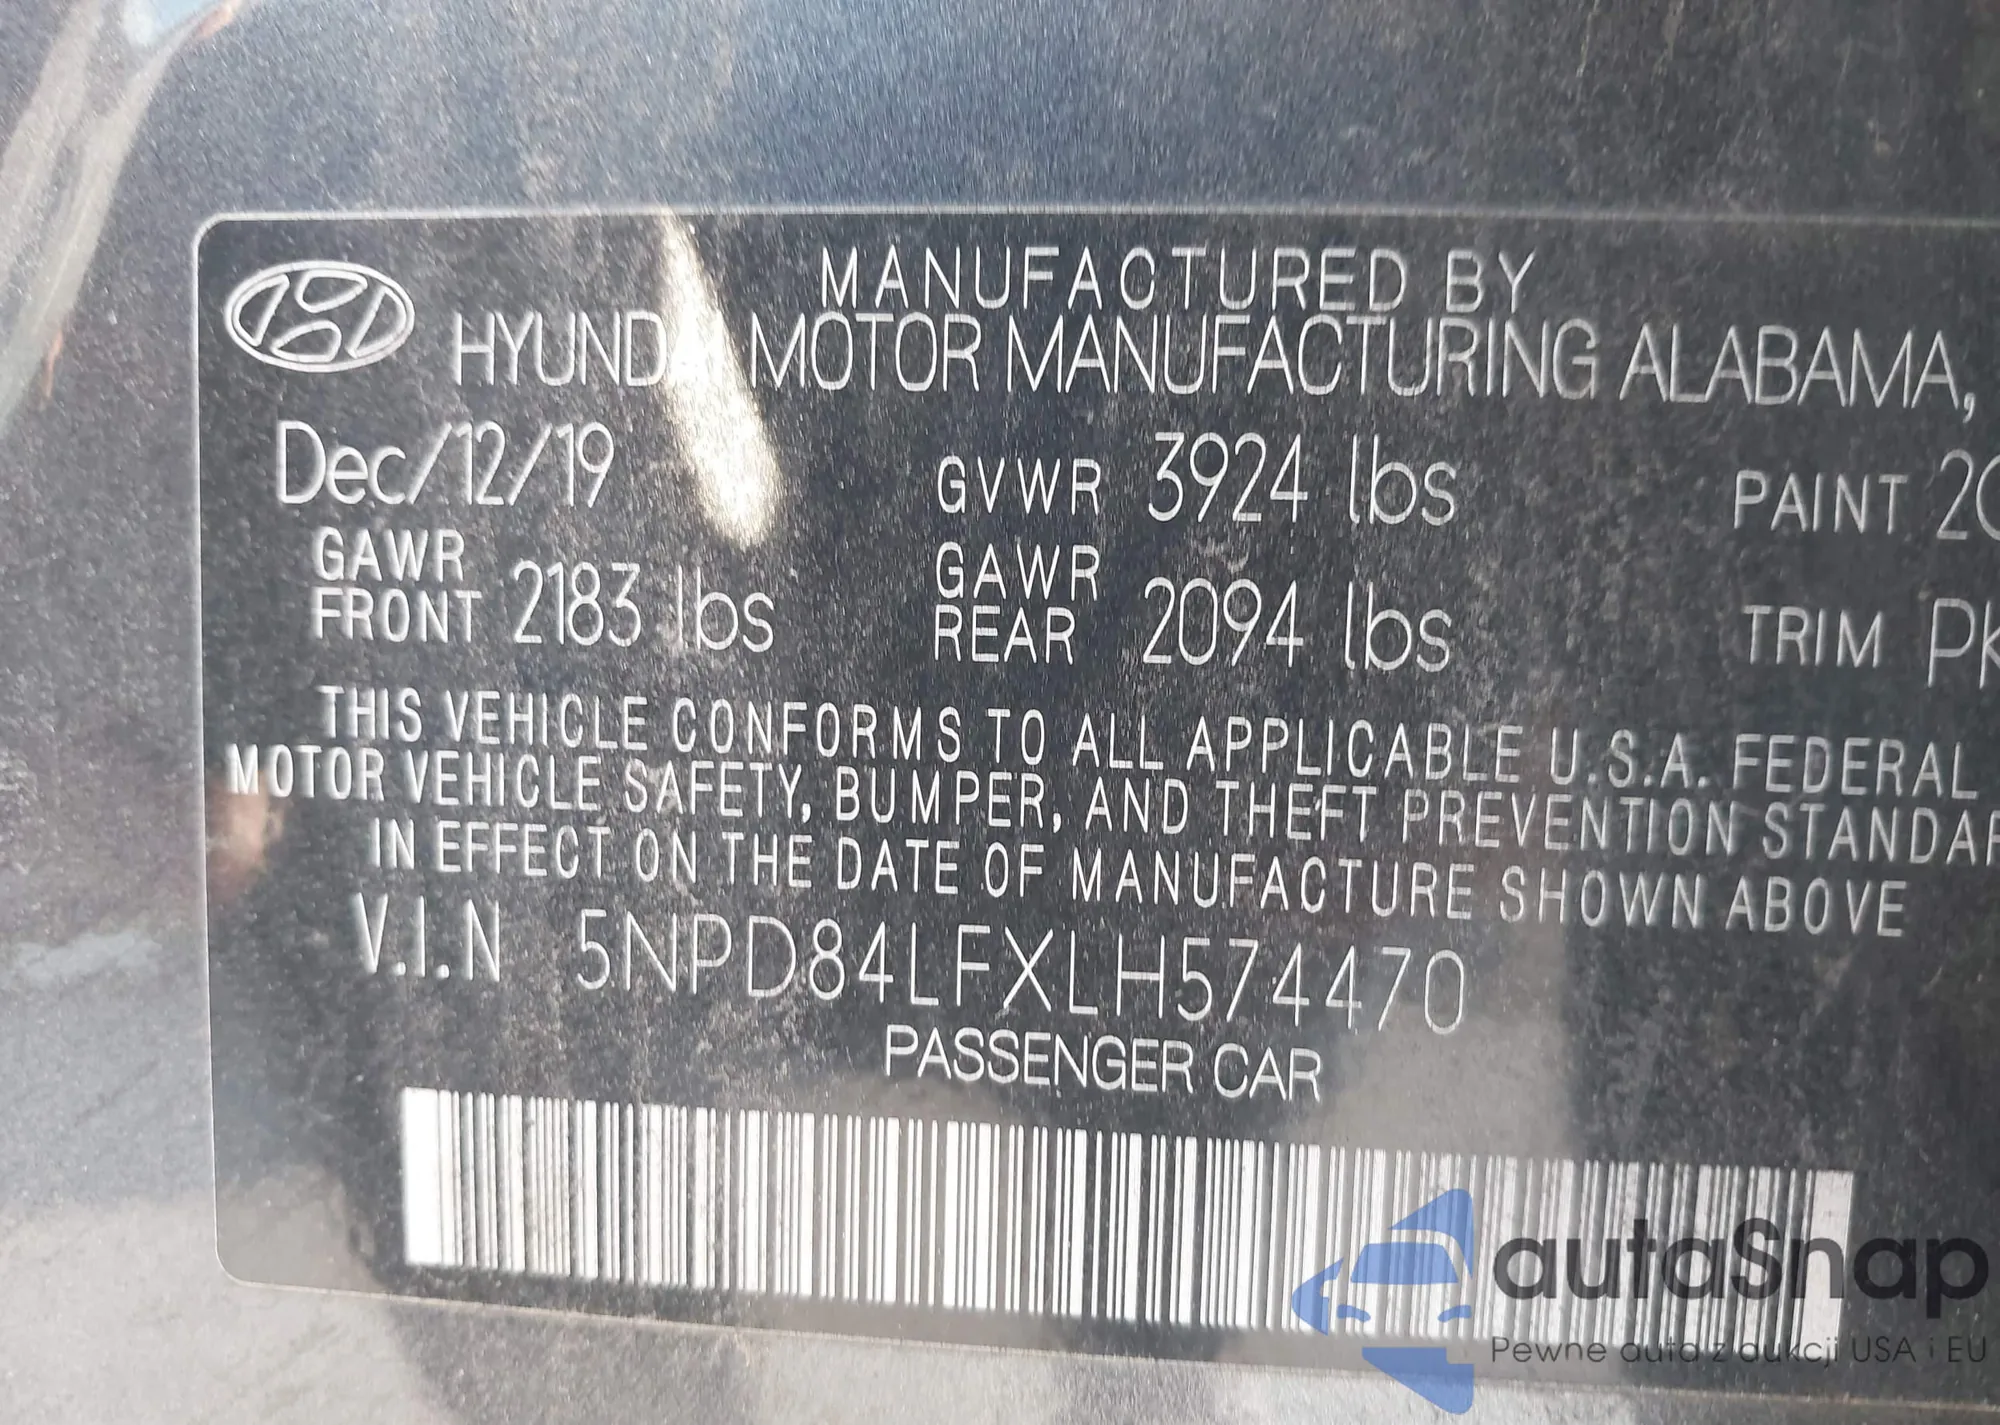 MANUFACTURED BY
HYUNDAI MOTOR MANUFACTURING ALABAMA,
Dec/12/19 GVWR 3924 lbs PAINT
GAWR FRONT 2183 lbs GAWR REAR 2094 lbs TRIM
THIS VEHICLE CONFORMS TO ALL APPLICABLE U.S.A. FEDERAL
MOTOR VEHICLE SAFETY, BUMPER, AND THEFT PREVENTION
IN EFFECT ON THE DATE OF MANUFACTURE SHOWN ABOVE
V.I.N 5NPD84LFXLH574470
PASSENGER CAR
autaSnap
Pewne auta z aukcji USA i EU